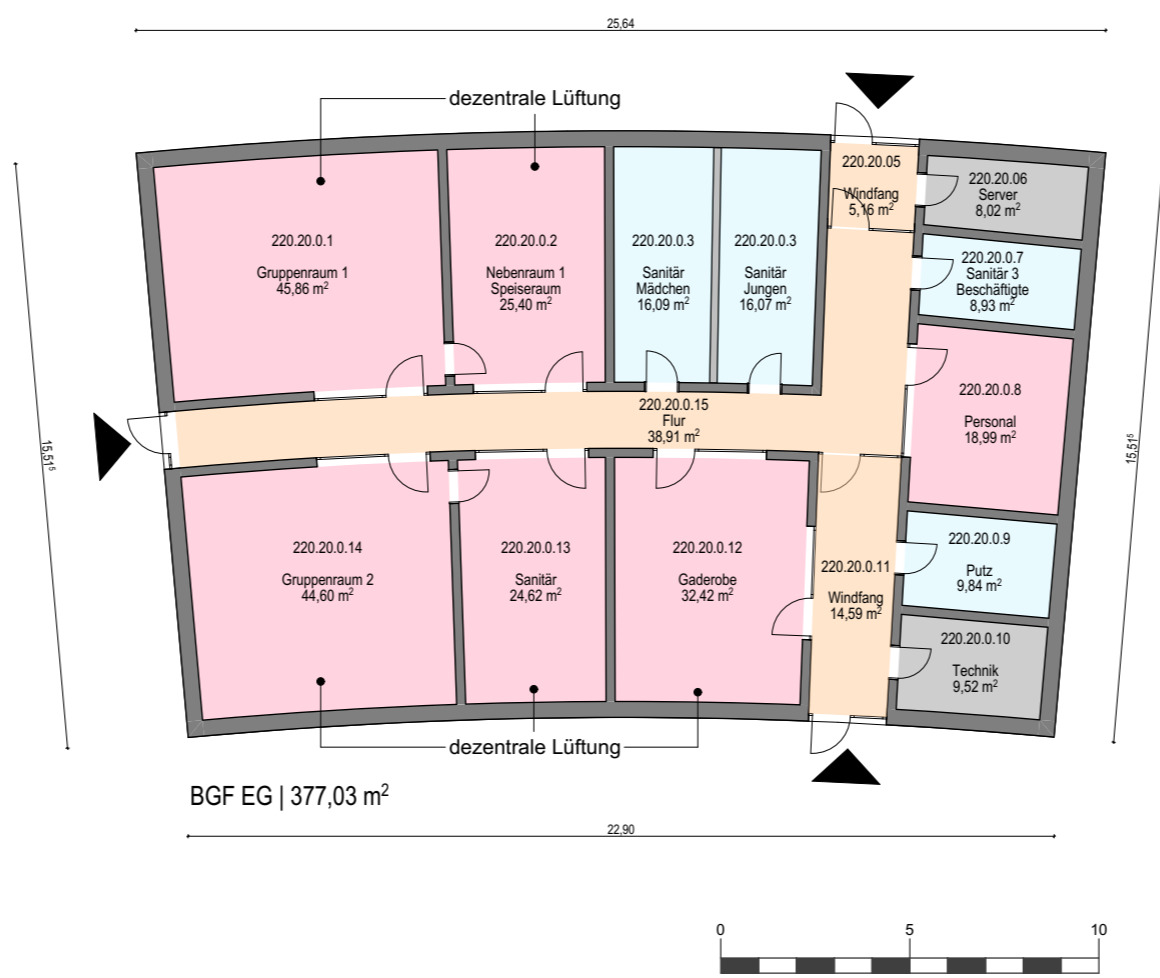 25,64
dezentrale Lüftung
220.20.0.1
Gruppenraum 1
45,86 m²
220.20.0.2
Nebenraum 1
Speiseraum
25,40 m²
220.20.0.3
Sanitär
Mädchen
16,09 m²
220.20.0.3
Sanitär
Jungen
16,07 m²
220.20.05
Windfang
5,16 m²
220.20.06
Server
8,02 m²
220.20.0.7
Sanitär 3
Beschäftigte
8,93 m²
220.20.0.8
Personal
18,99 m²
220.20.0.15
Flur
38,91 m²
15,51⁵
15,51⁵
220.20.0.14
Gruppenraum 2
44,60 m²
220.20.0.13
Sanitär
24,62 m²
220.20.0.12
Gaderobe
32,42 m²
220.20.0.11
Windfang
14,59 m²
220.20.0.9
Putz
9,84 m²
220.20.0.10
Technik
9,52 m²
dezentrale Lüftung
BGF EG | 377,03 m²
22,90
0 5 10